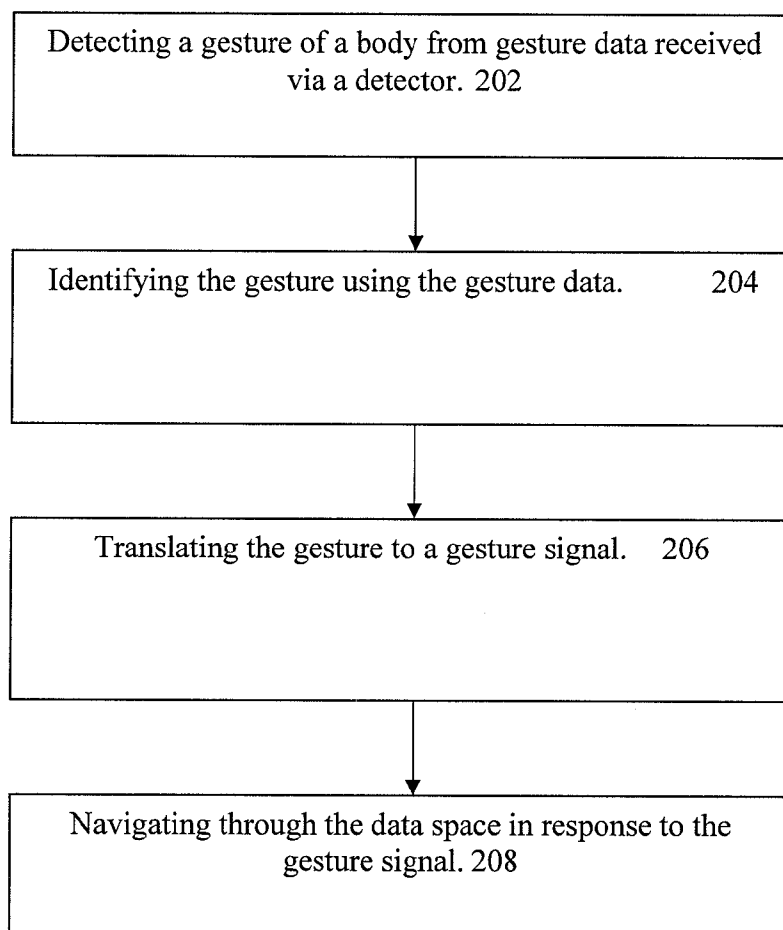 Detecting a gesture of a body from gesture data received
via a detector. 202
Identifying the gesture using the gesture data. 204
Translating the gesture to a gesture signal. 206
Navigating through the data space in response to the
gesture signal. 208